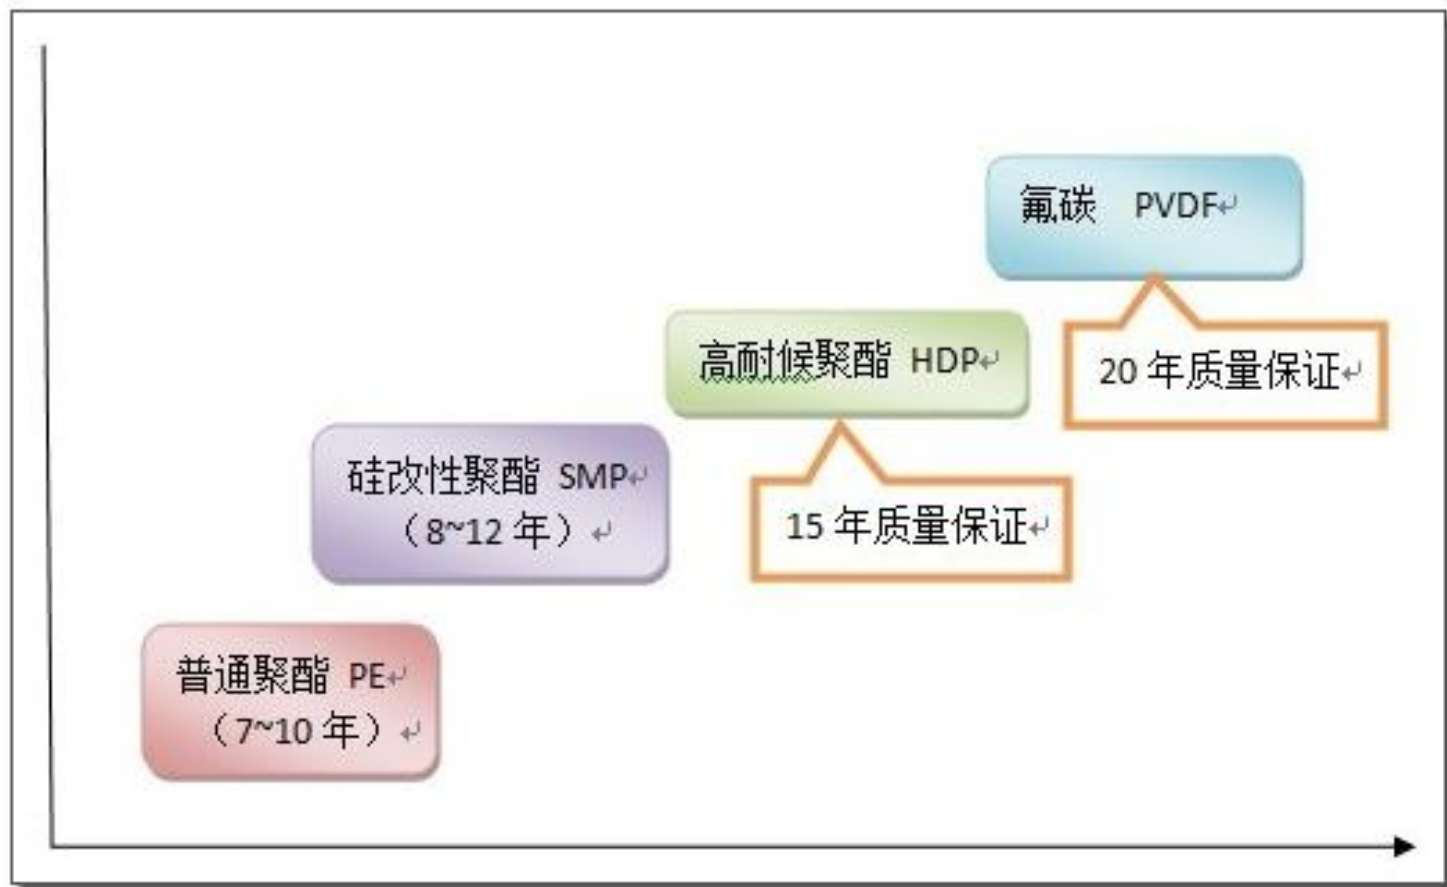 氟碳 PVDF
20 年质量保证
高耐候聚酯 HDP
15 年质量保证
硅改性聚酯 SMP
（8~12 年）
普通聚酯 PE
（7~10 年）